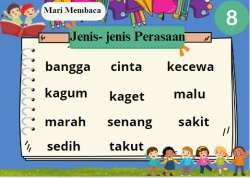 Mari Membaca
8
Jenis- jenis Perasaan
bangga cinta kecewa
kagum kaget malu
marah senang sakit
sedih takut